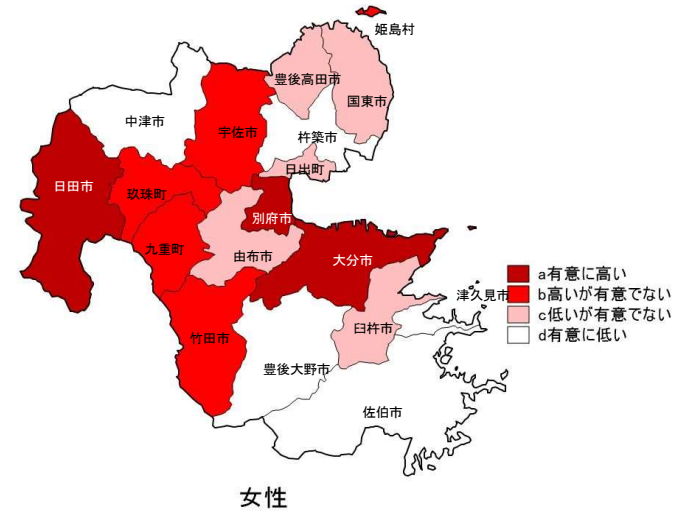 姫島村
豊後高田市
国東市
中津市
宇佐市
杵築市
日出町
日田市
玖珠町
別府市
九重町
由布市
大分市
a有意に高い
津久見市
b高いが有意でない
c低いが有意でない
臼杵市
d有意に低い
竹田市
豊後大野市
佐伯市
女性